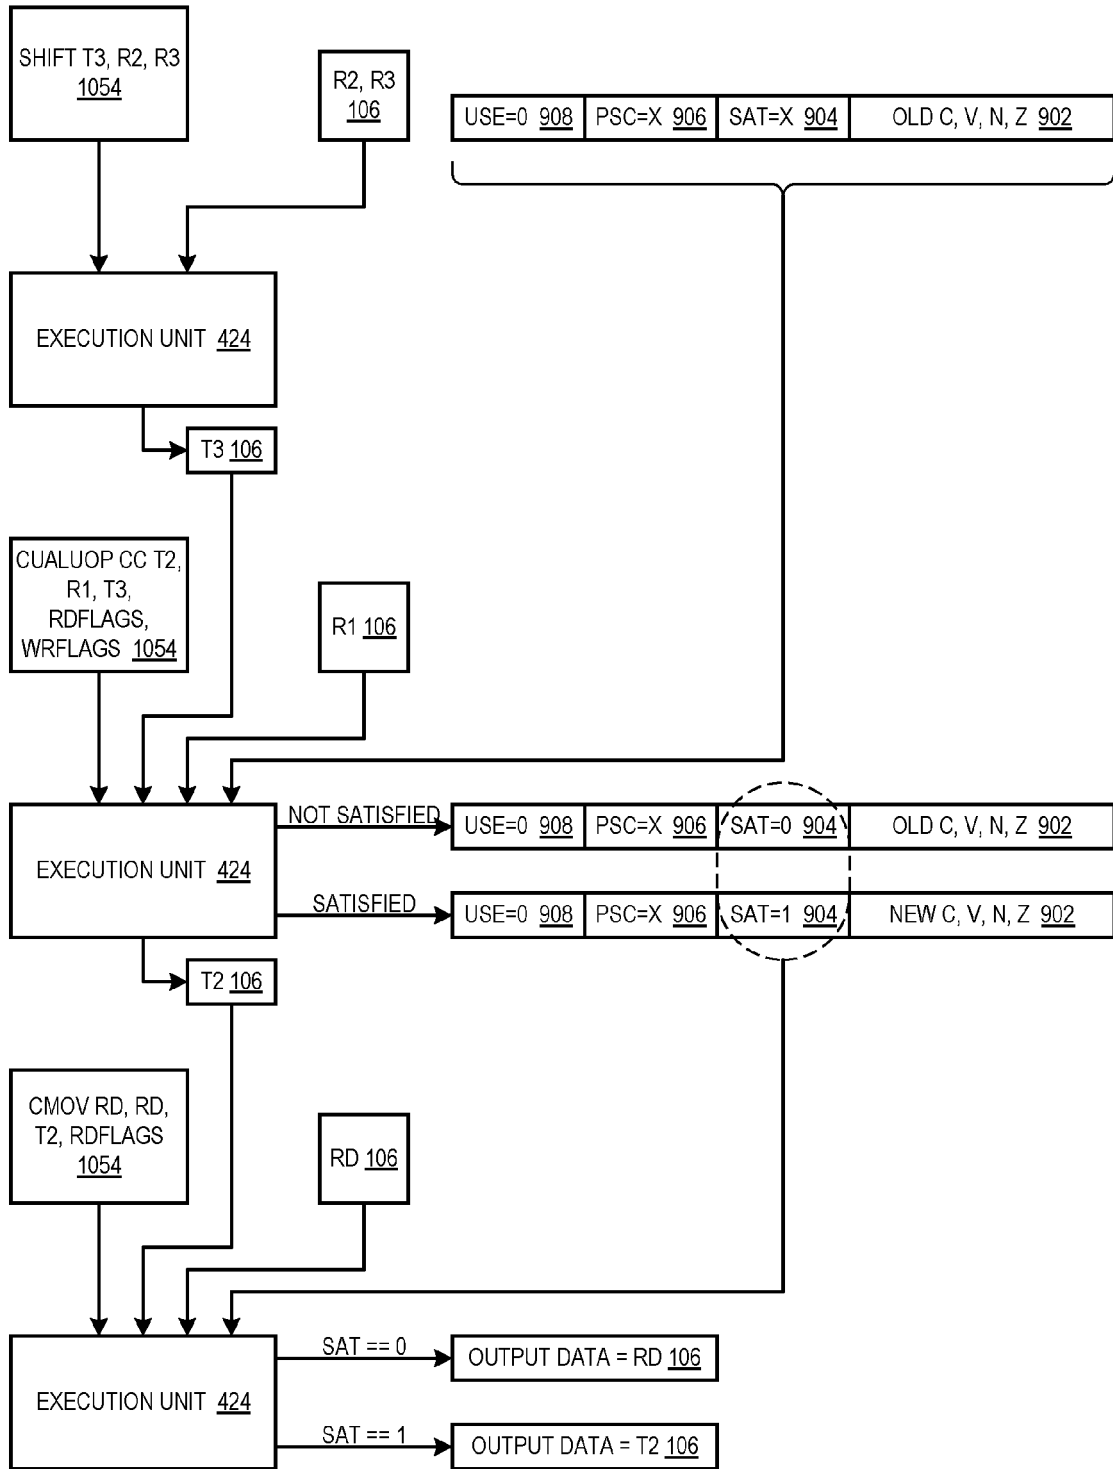 SHIFT T3, R2, R3
1054
R2, R3
106
USE=0 908 PSC=X 906 SAT=X 904 OLD C, V, N, Z 902
EXECUTION UNIT 424
T3 106
CUALUOP CC T2,
R1, T3,
RDFLAGS,
WRFLAGS 1054
R1 106
EXECUTION UNIT 424
NOT SATISFIED
USE=0 908 PSC=X 906 SAT=0 904 OLD C, V, N, Z 902
SATISFIED
USE=0 908 PSC=X 906 SAT=1 904 NEW C, V, N, Z 902
T2 106
CMOV RD, RD,
T2, RDFLAGS
1054
RD 106
EXECUTION UNIT 424
SAT == 0
OUTPUT DATA = RD 106
SAT == 1
OUTPUT DATA = T2 106